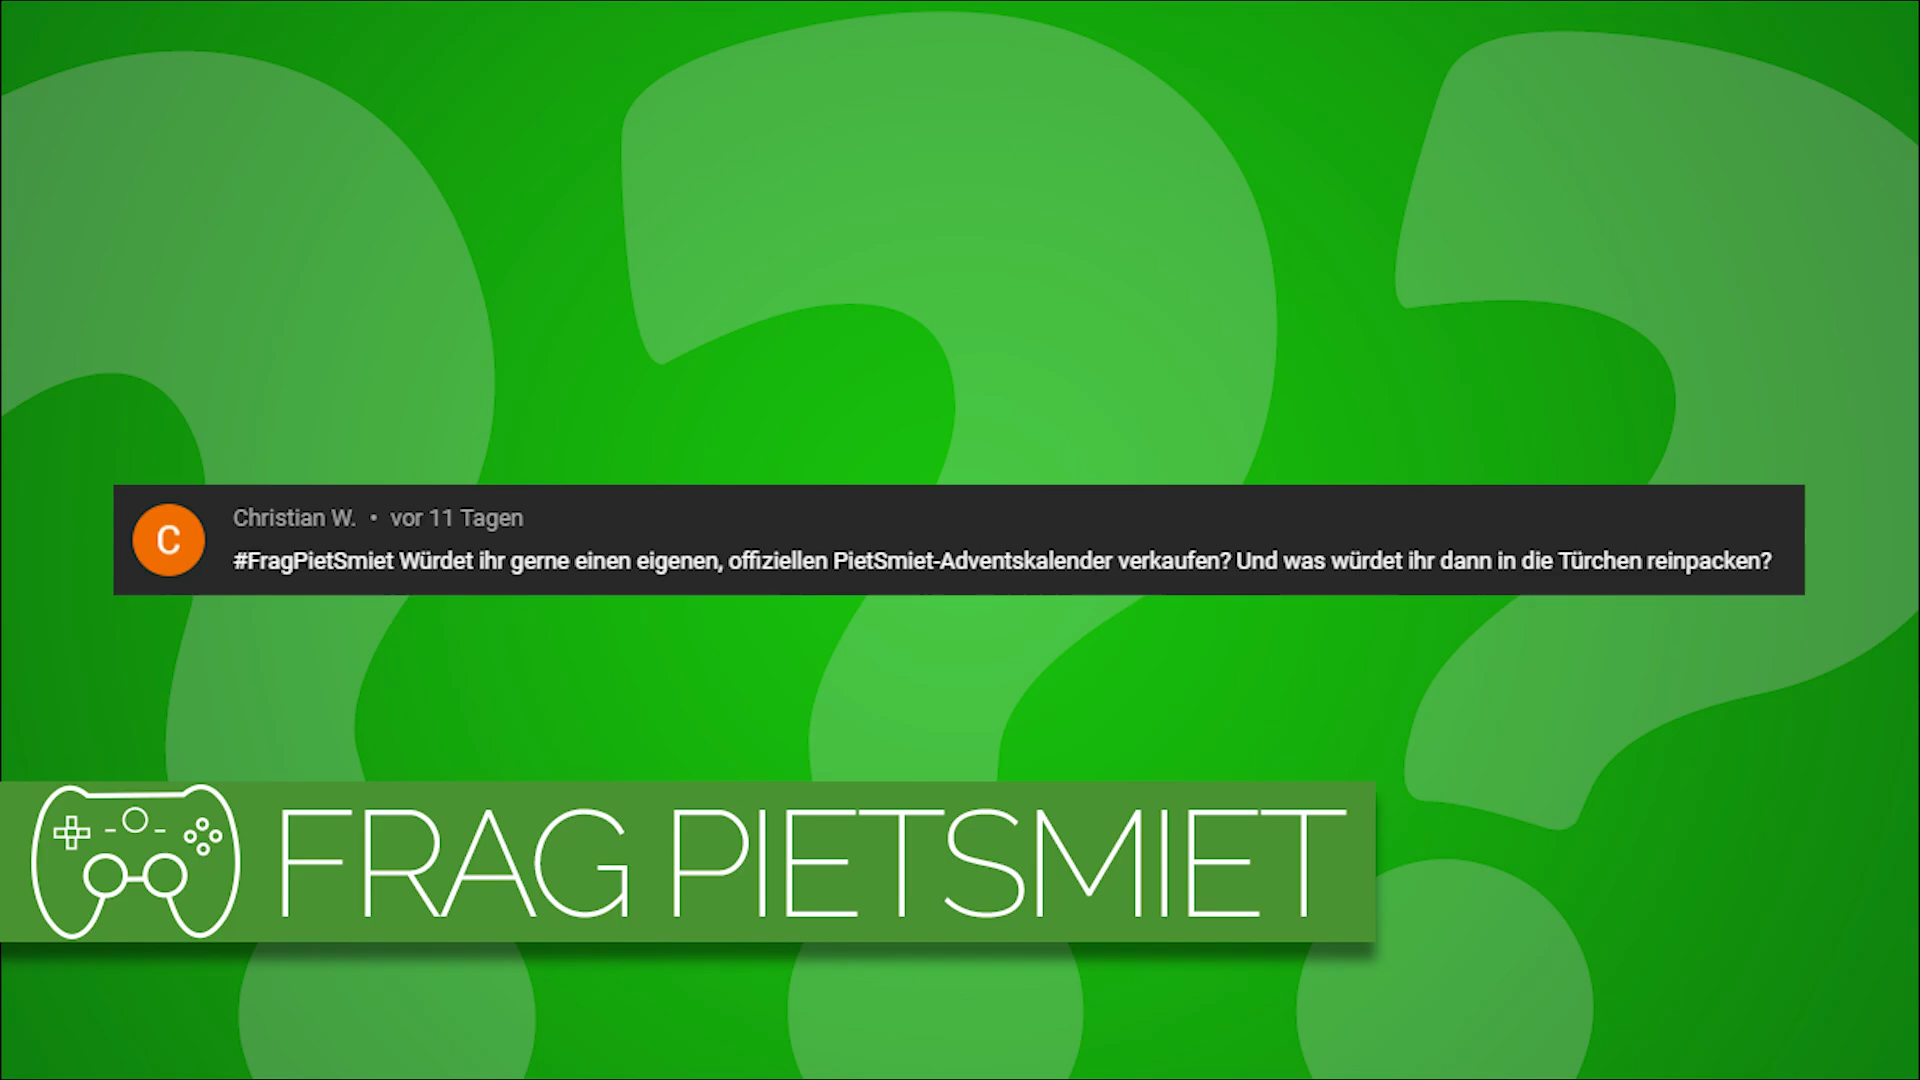 C
Christian W. • vor 11 Tagen
#FragPietSmiet Würdet ihr gerne einen eigenen, offiziellen PietSmiet-Adventskalender verkaufen? Und was würdet ihr dann in die Türchen reinpacken?
FRAG PIETSMIET